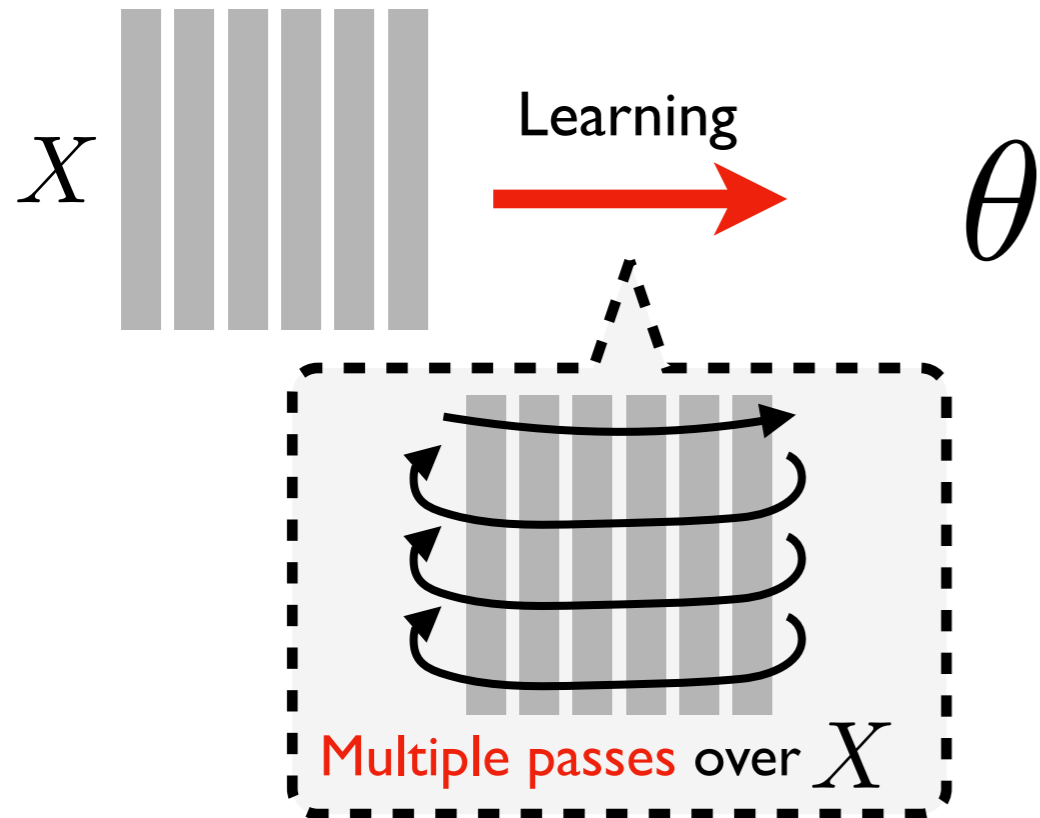 Learning
X
θ
Multiple passes over X